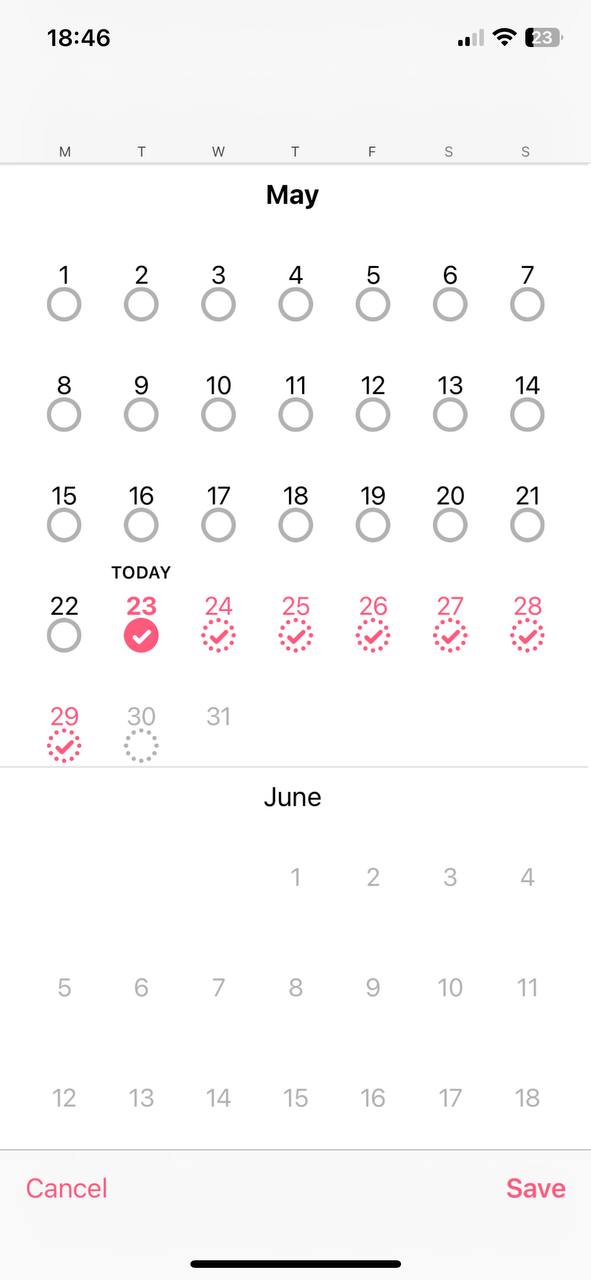 18:46 23
M T W T F S S
May
1 2 3 4 5 6 7
8 9 10 11 12 13 14
15 16 17 18 19 20 21
TODAY
22 23 24 25 26 27 28
29 30 31
June
1 2 3 4
5 6 7 8 9 10 11
12 13 14 15 16 17 18
Cancel Save